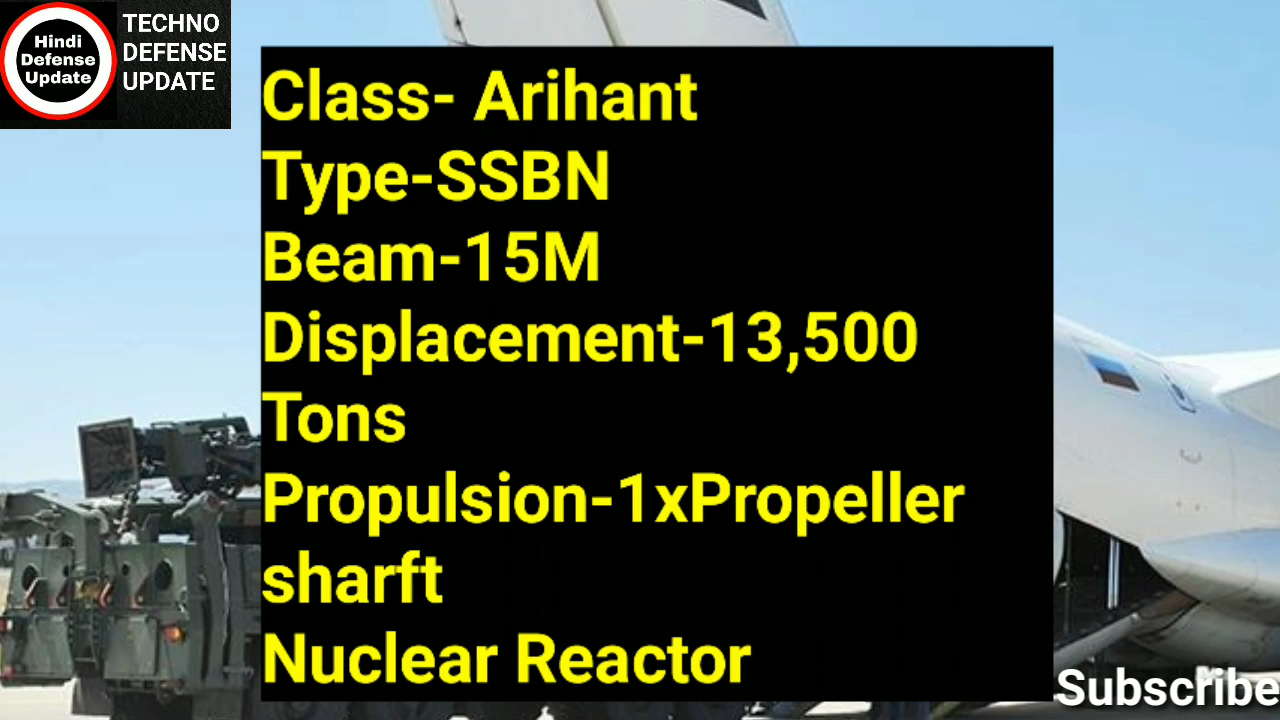 Hindi
Defense
Update
TECHNO
DEFENSE
UPDATE
Class- Arihant
Type-SSBN
Beam-15M
Displacement-13,500
Tons
Propulsion-1xPropeller
sharft
Nuclear Reactor
Subscribe